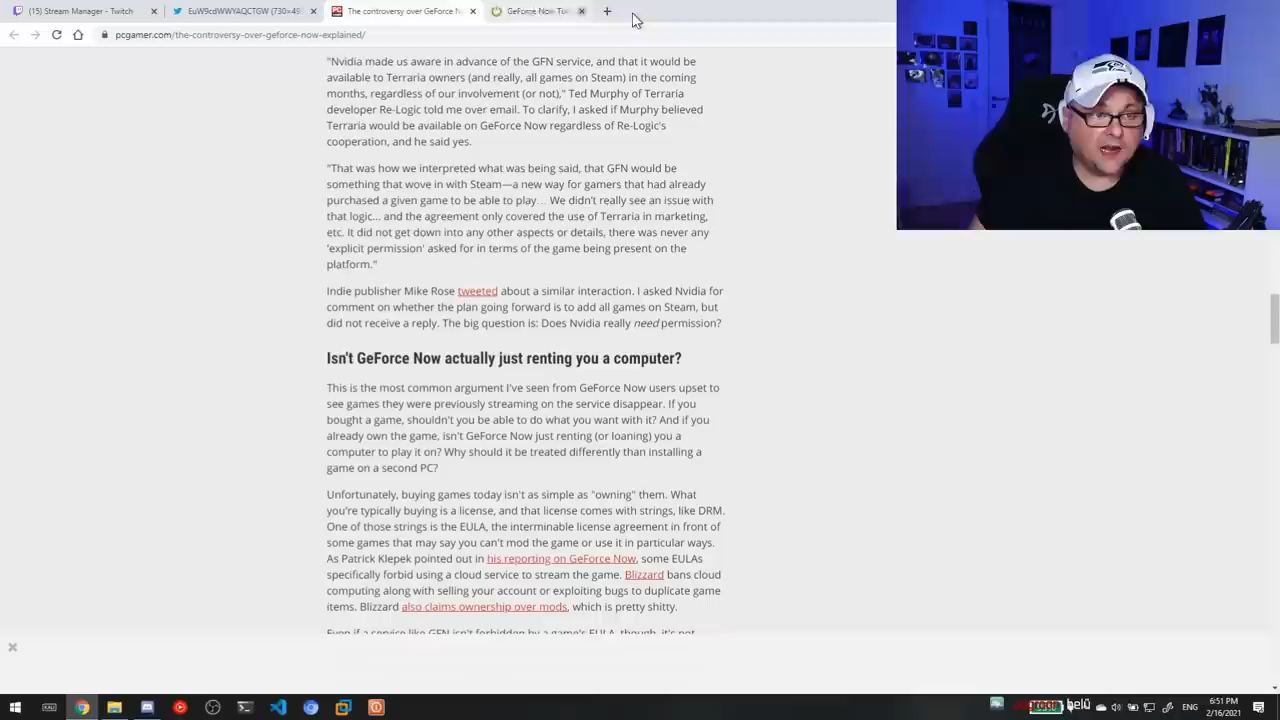 (15) Stream Manager - Twitch
EuW9cdWWYAQCTGW (730×49
The controversy over GeForce No
GeForce Now
pcgamer.com/the-controversy-over-geforce-now-explained/
"Nvidia made us aware in advance of the GFN service, and that it would be
available to Terraria owners (and really, all games on Steam) in the coming
months, regardless of our involvement (or not)," Ted Murphy of Terraria
developer Re-Logic told me over email. To clarify, I asked if Murphy believed
Terraria would be available on GeForce Now regardless of Re-Logic's
cooperation, and he said yes.
"That was how we interpreted what was being said, that GFN would be
something that wove in with Steam—a new way for gamers that had already
purchased a given game to be able to play... We didn't really see an issue with
that logic... and the agreement only covered the use of Terraria in marketing,
etc. It did not get down into any other aspects or details, there was never any
'explicit permission' asked for in terms of the game being present on the
platform."
Indie publisher Mike Rose tweeted about a similar interaction. I asked Nvidia for
comment on whether the plan going forward is to add all games on Steam, but
did not receive a reply. The big question is: Does Nvidia really need permission?
Isn't GeForce Now actually just renting you a computer?
This is the most common argument I've seen from GeForce Now users upset to
see games they were previously streaming on the service disappear. If you
bought a game, shouldn't you be able to do what you want with it? And if you
already own the game, isn't GeForce Now just renting (or loaning) you a
computer to play it on? Why should it be treated differently than installing a
game on a second PC?
Unfortunately, buying games today isn't as simple as "owning" them. What
you're typically buying is a license, and that license comes with strings, like DRM.
One of those strings is the EULA, the interminable license agreement in front of
some games that may say you can't mod the game or use it in particular ways.
As Patrick Klepek pointed out in his reporting on GeForce Now, some EULAs
specifically forbid using a cloud service to stream the game. Blizzard bans cloud
computing along with selling your account or exploiting bugs to duplicate game
items. Blizzard also claims ownership over mods, which is pretty shitty.
Even if a service like GFN isn't forbidden by a game's EULA, though, it's not
ENG
6:51 PM
2/16/2021